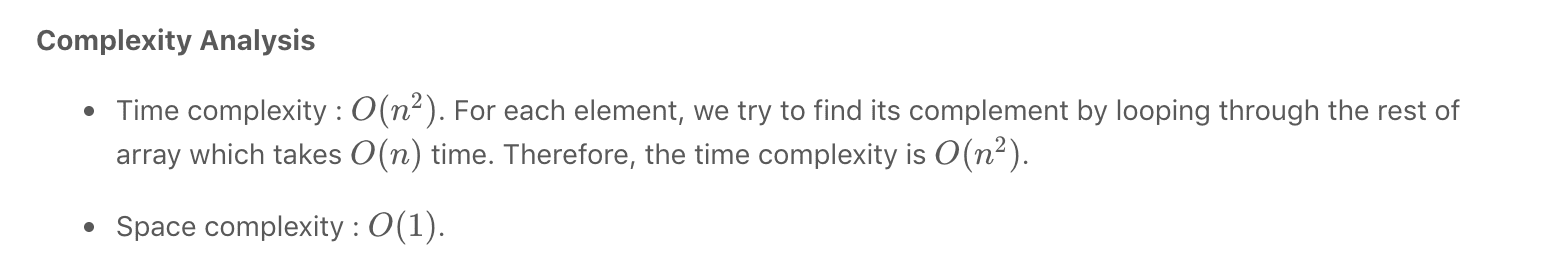 Complexity Analysis
• Time complexity : O(n²). For each element, we try to find its complement by looping through the rest of
array which takes O(n) time. Therefore, the time complexity is O(n²).
• Space complexity : O(1).